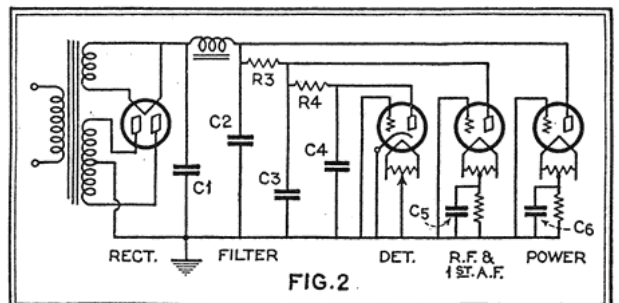 R3
R4
C2
C4
C1
C3
C5
C6
RECT.
FILTER
DET.
R.F. &
1ST. A.F.
POWER
FIG.2